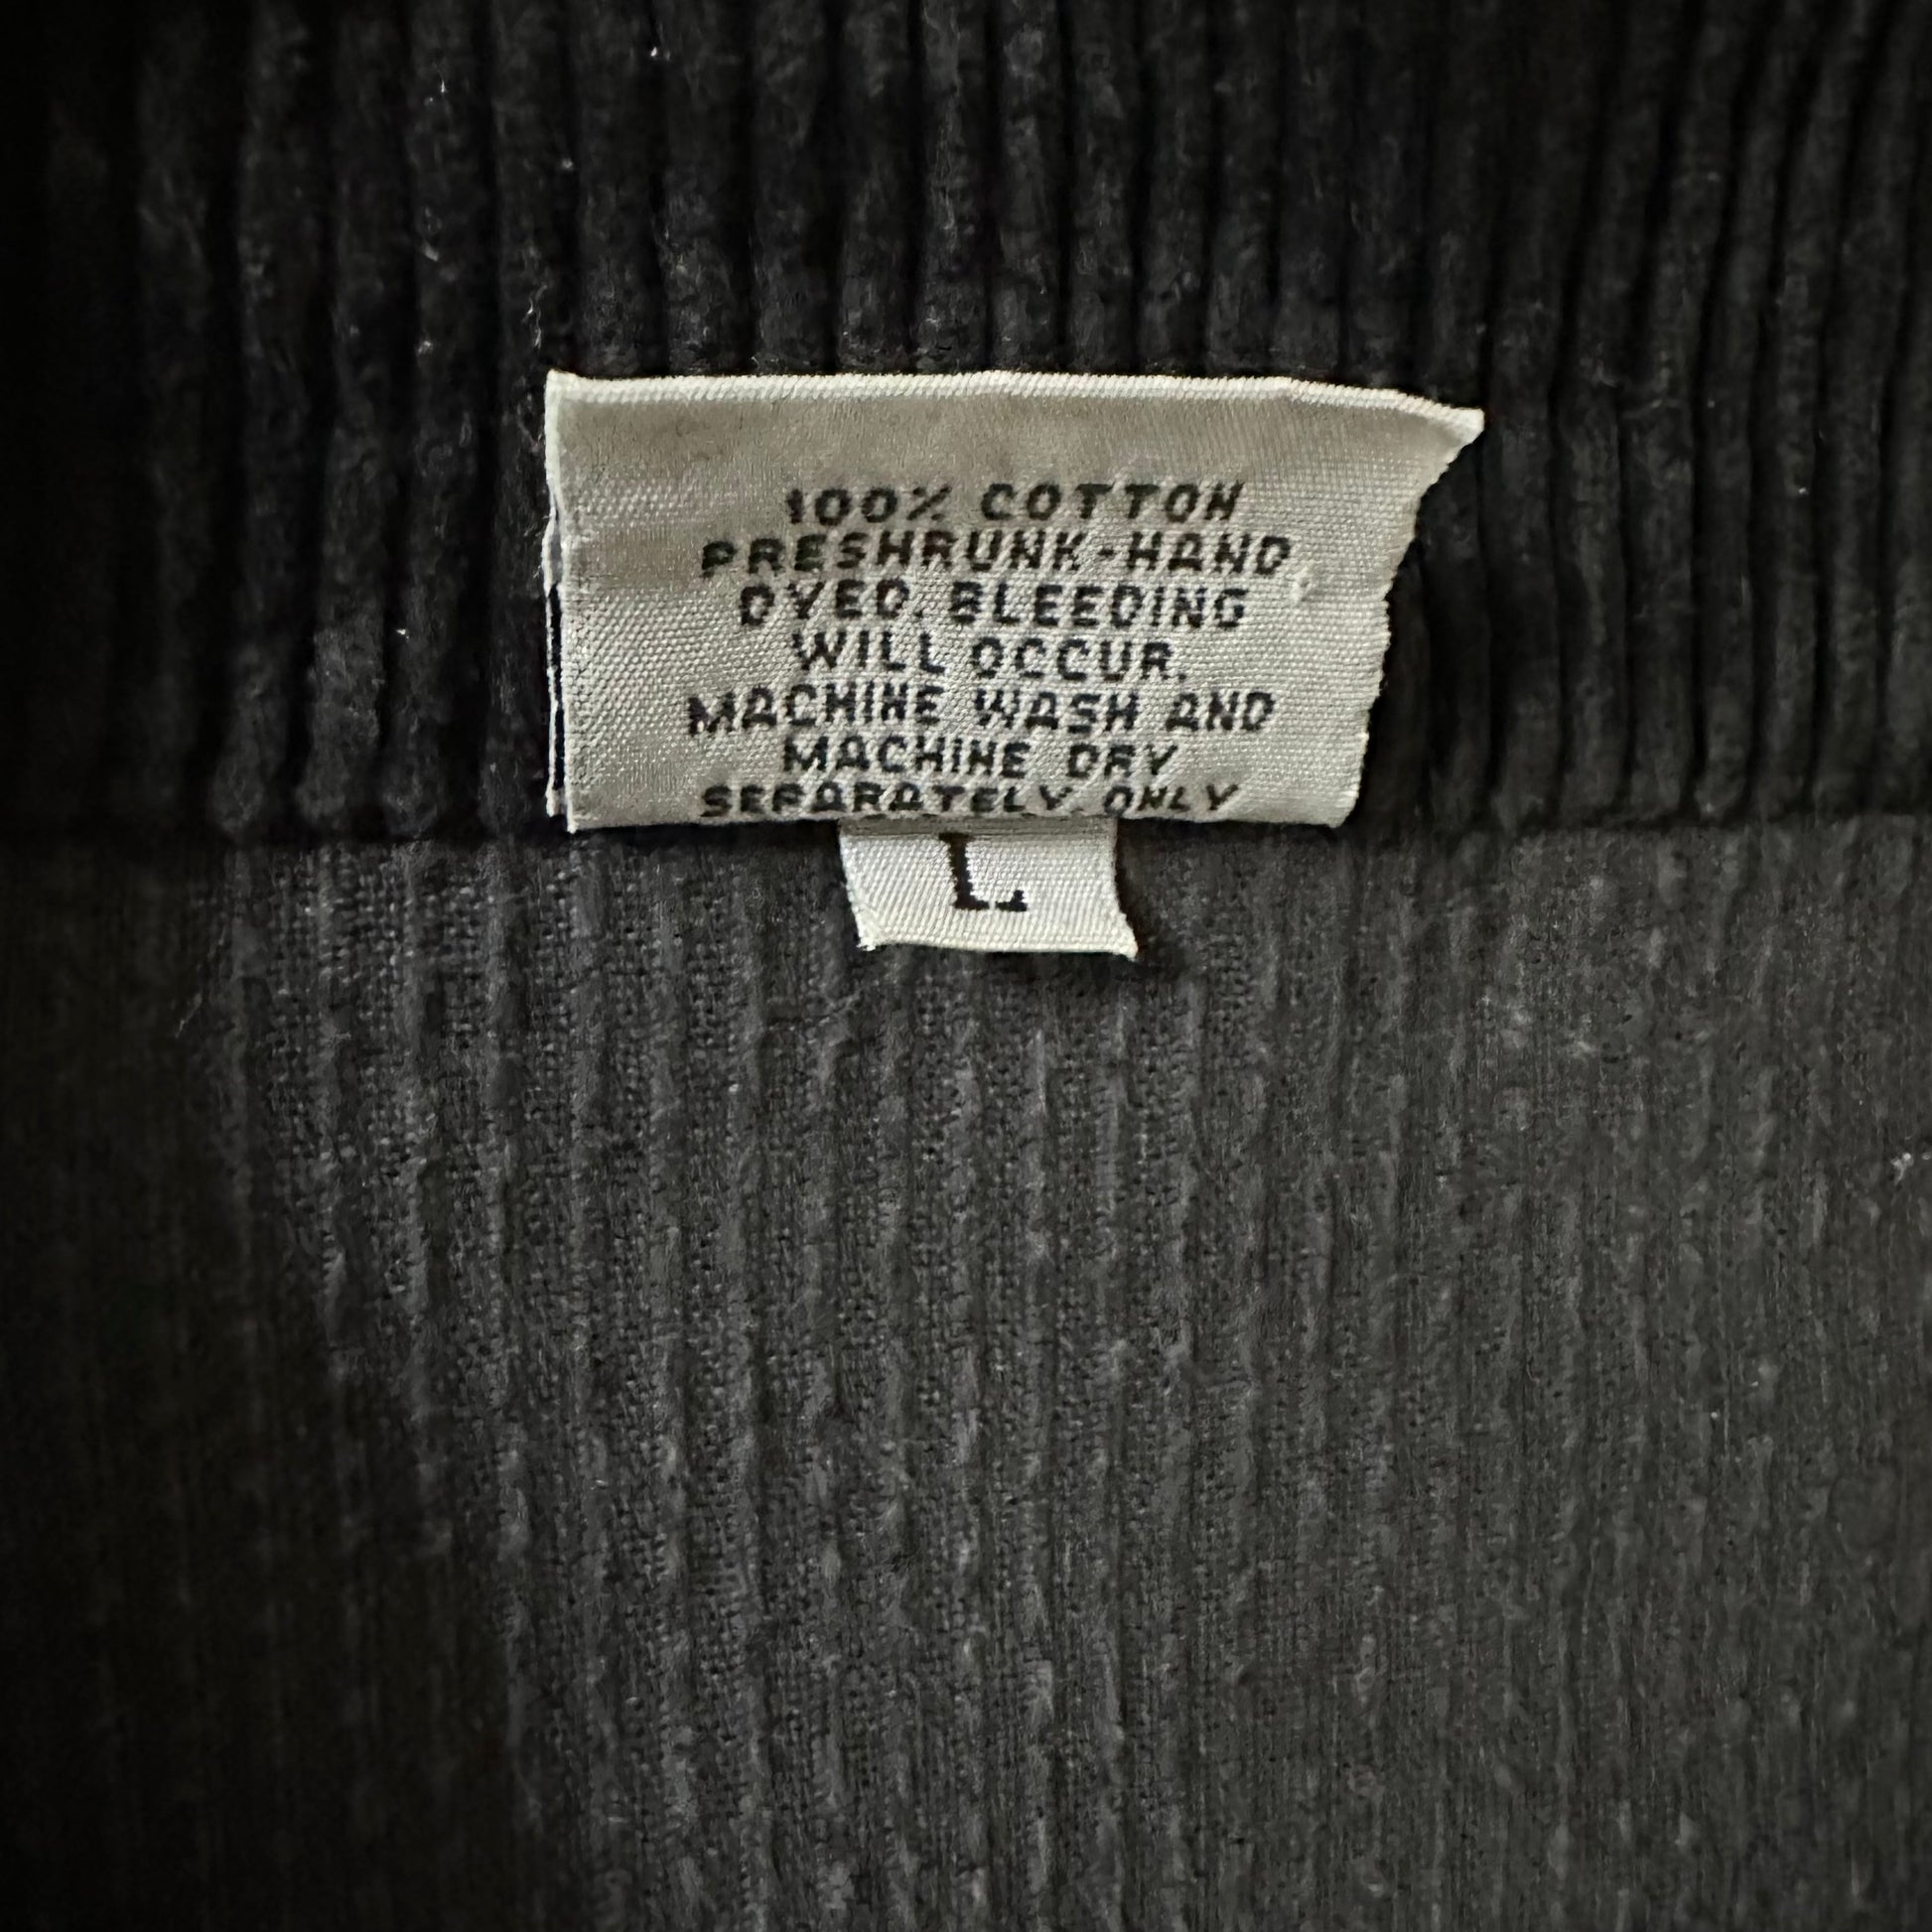 100% COTTON
PRESHRUNK-HAND
DYED. BLEEDING
WILL OCCUR.
MACHINE WASH AND
MACHINE DRY
SEPARATELY ONLY
L